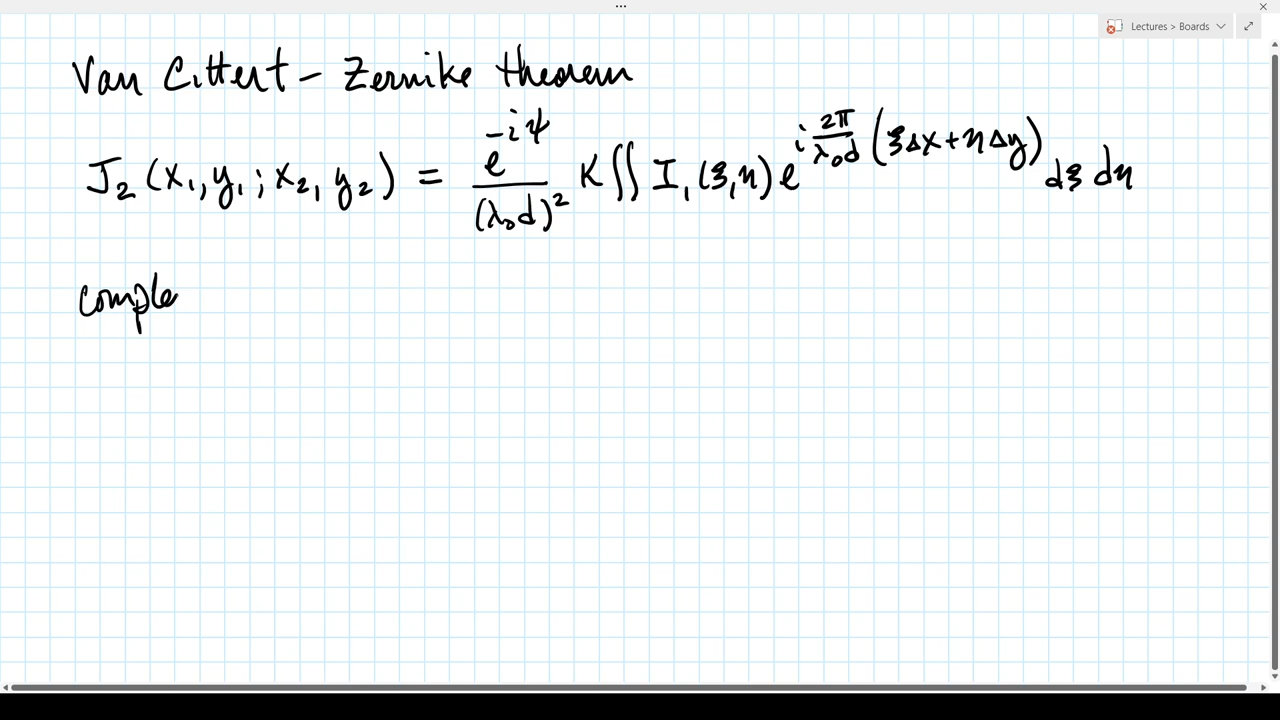 Lectures > Boards
Van Cittert – Zernike theorem
J₂(x₁, y₁; x₂, y₂) = e^{-iψ}/(λ₀d)² K∬ I₁(ξ,η) e^{i 2π/(λ₀d) (ξΔx+ηΔy)} dξ dη
comple